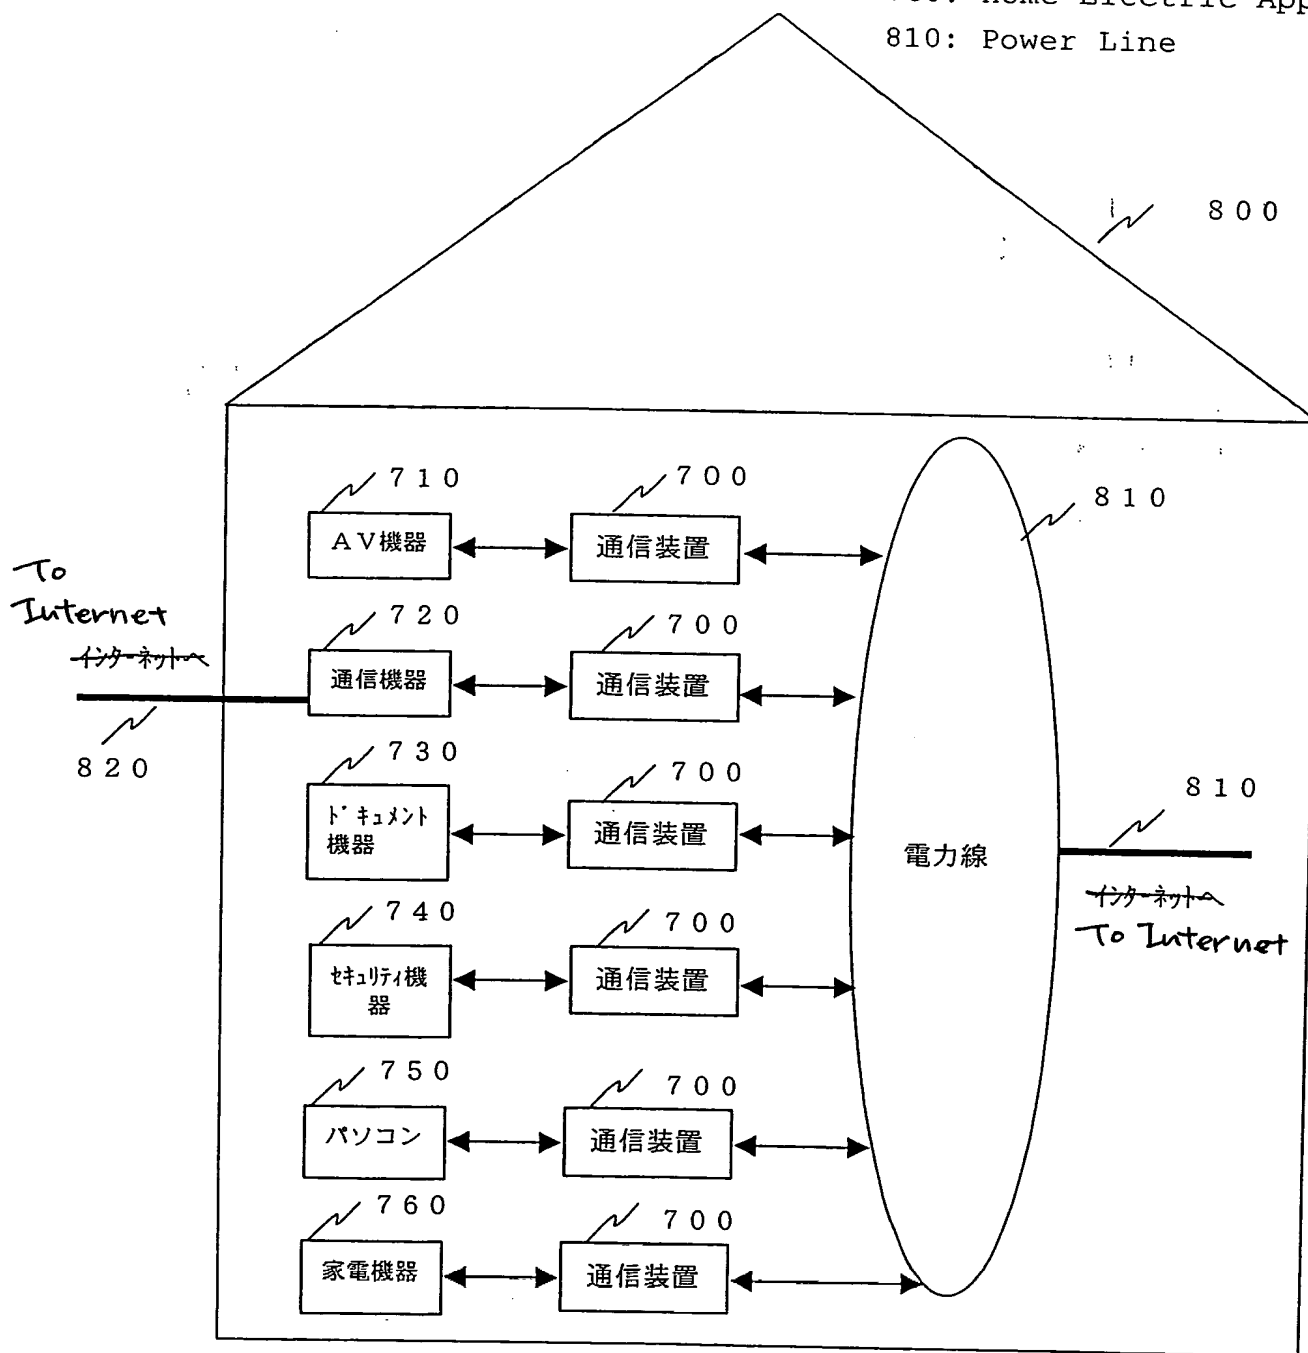 810: Power Line
800
710
700
810
AV機器
通信装置
To
Internet
720
700
インターネットへ
通信機器
通信装置
820
730
700
810
ドキュメント
機器
通信装置
電力線
インターネットへ
To Internet
740
700
セキュリティ機
器
通信装置
750
700
パソコン
通信装置
760
700
家電機器
通信装置